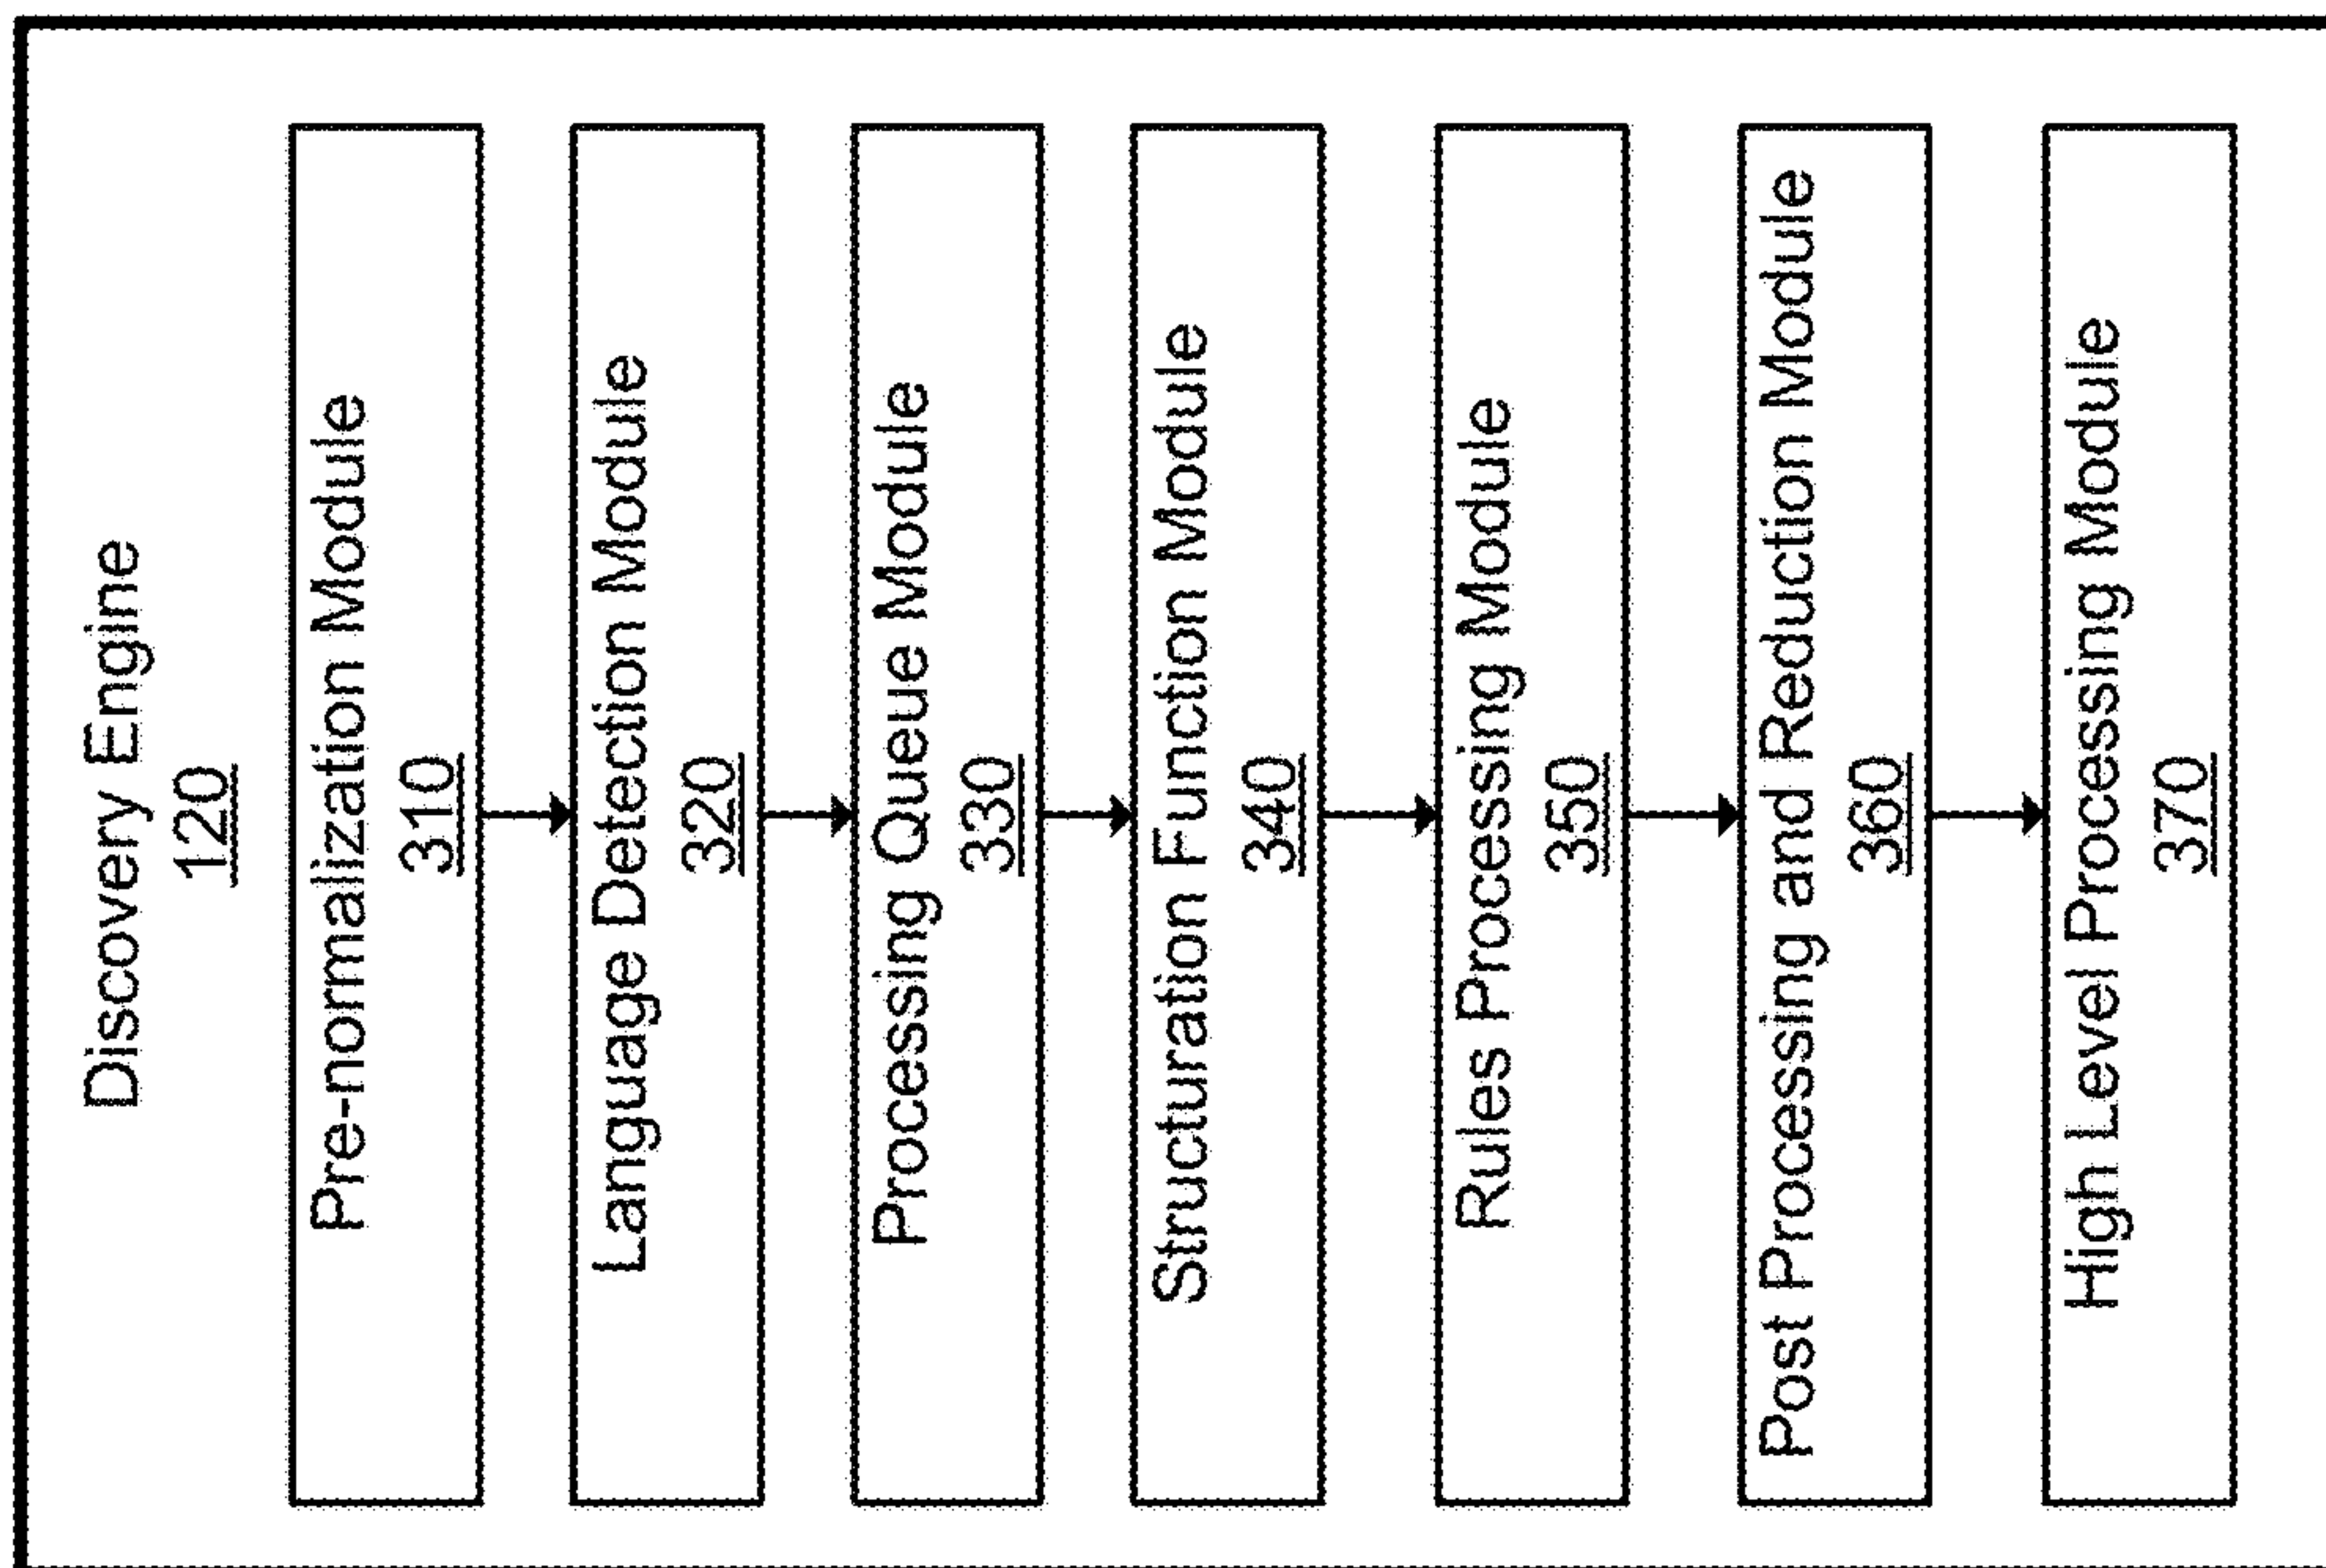 Discovery Engine
120
Pre-normalization Module
310
Language Detection Module
320
Processing Queue Module
330
Structuration Function Module
340
Rules Processing Module
350
Post Processing and Reduction Module
360
High Level Processing Module
370